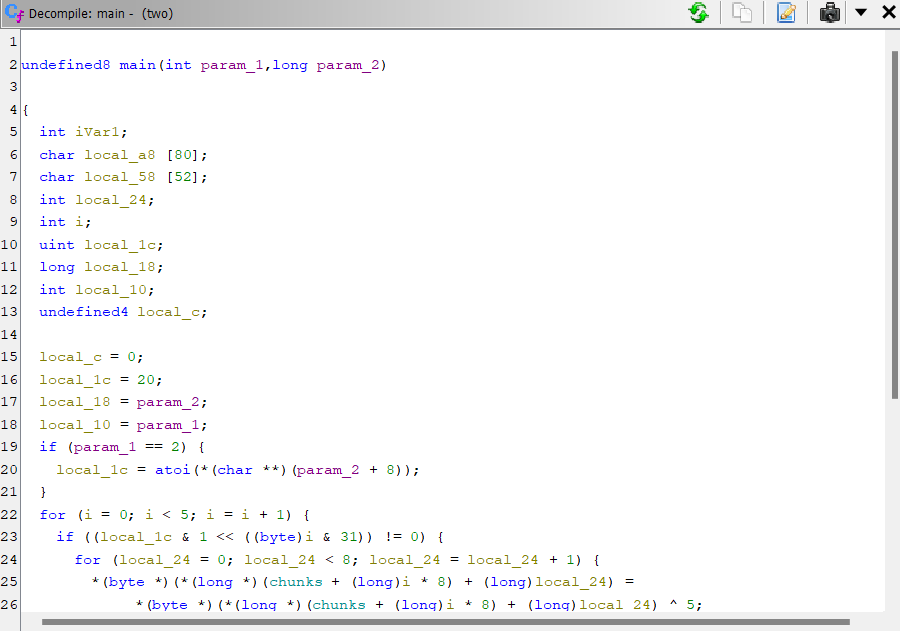 Decompile: main - (two)
1
2 undefined8 main(int param_1,long param_2)
3
4 {
5   int iVar1;
6   char local_a8 [80];
7   char local_58 [52];
8   int local_24;
9   int i;
10   uint local_1c;
11   long local_18;
12   int local_10;
13   undefined4 local_c;
14
15   local_c = 0;
16   local_1c = 20;
17   local_18 = param_2;
18   local_10 = param_1;
19   if (param_1 == 2) {
20     local_1c = atoi(*(char **)(param_2 + 8));
21   }
22   for (i = 0; i < 5; i = i + 1) {
23     if ((local_1c & 1 << ((byte)i & 31)) != 0) {
24       for (local_24 = 0; local_24 < 8; local_24 = local_24 + 1) {
25         *(byte *)(*(long *)(chunks + (long)i * 8) + (long)local_24) =
26              *(byte *)(*(long *)(chunks + (long)i * 8) + (long)local_24) ^ 5;